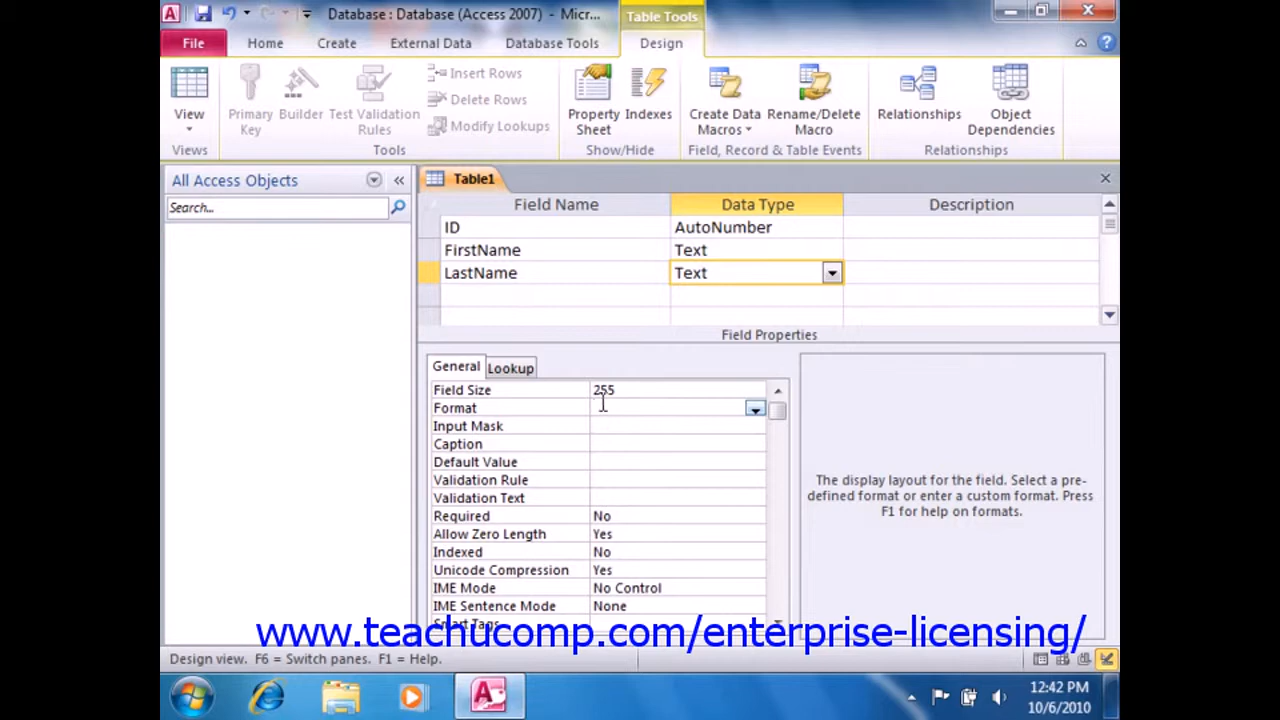 Database : Database (Access 2007) - Micr...
Table Tools
File Home Create External Data Database Tools Design
View
Primary Key
Builder
Test Validation Rules
Insert Rows
Delete Rows
Modify Lookups
Property Sheet
Indexes
Create Data Macros
Rename/Delete Macro
Relationships
Object Dependencies
Views Tools Show/Hide Field, Record & Table Events Relationships
All Access Objects
Search...
Table1
Field Name Data Type Description
ID AutoNumber
FirstName Text
LastName Text
Field Properties
General Lookup
Field Size 255
Format
Input Mask
Caption
Default Value
Validation Rule
Validation Text
Required No
Allow Zero Length Yes
Indexed No
Unicode Compression Yes
IME Mode No Control
IME Sentence Mode None
Smart Tags
The display layout for the field. Select a pre-
defined format or enter a custom format. Press
F1 for help on formats.
www.teachucomp.com/enterprise-licensing/
Design view. F6 = Switch panes. F1 = Help.
12:42 PM
10/6/2010